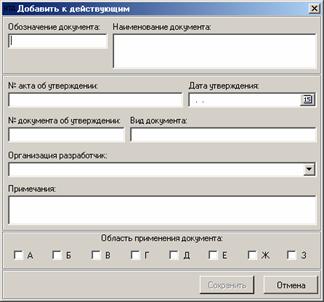 Добавить к действующим
Обозначение документа: Наименование документа:
№ акта об утверждении: Дата утверждения:
. . 15
№ документа об утверждении: Вид документа:
Организация разработчик:
Примечания:
Область применения документа:
А Б В Г Д Е Ж З
Сохранить Отмена